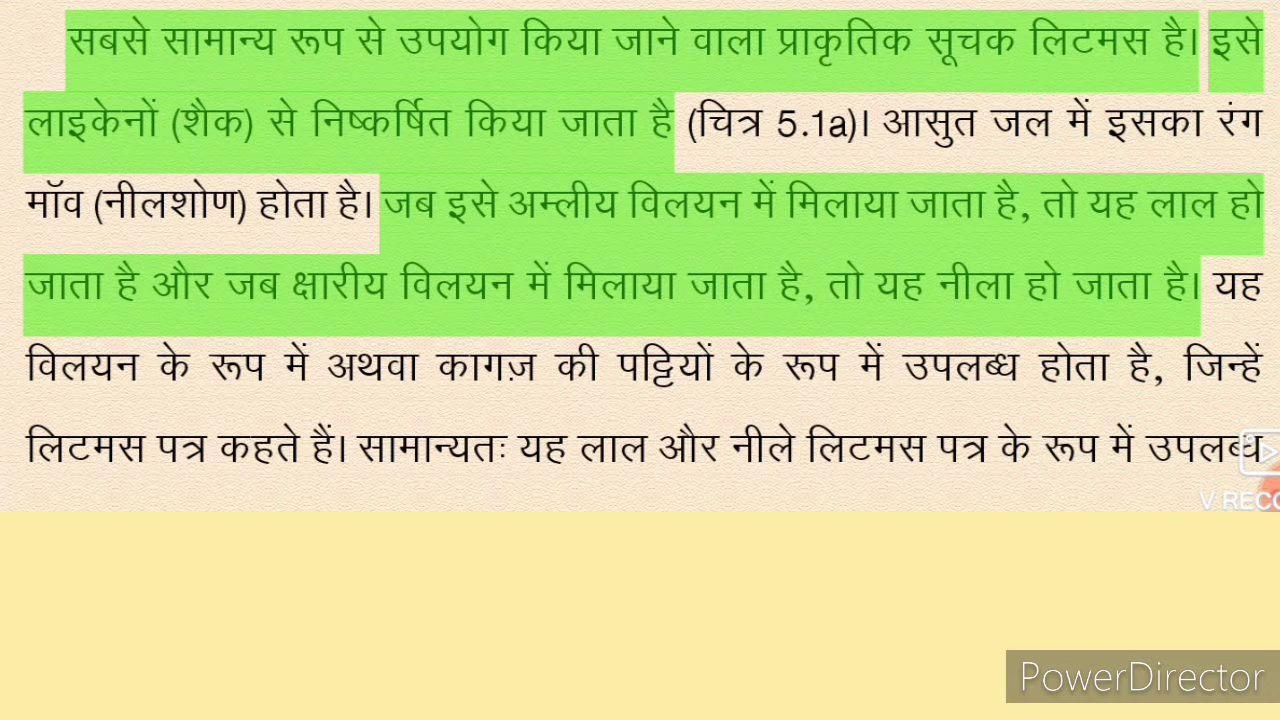 सबसे सामान्य रूप से उपयोग किया जाने वाला प्राकृतिक सूचक लिटमस है। इसे
लाइकेनों (शैक) से निष्कर्षित किया जाता है (चित्र 5.1a)। आसुत जल में इसका रंग
मॉव (नीलशोण) होता है। जब इसे अम्लीय विलयन में मिलाया जाता है, तो यह लाल हो
जाता है और जब क्षारीय विलयन में मिलाया जाता है, तो यह नीला हो जाता है। यह
विलयन के रूप में अथवा कागज़ की पट्टियों के रूप में उपलब्ध होता है, जिन्हें
लिटमस पत्र कहते हैं। सामान्यतः यह लाल और नीले लिटमस पत्र के रूप में उपलब्ध
V RECO
PowerDirector